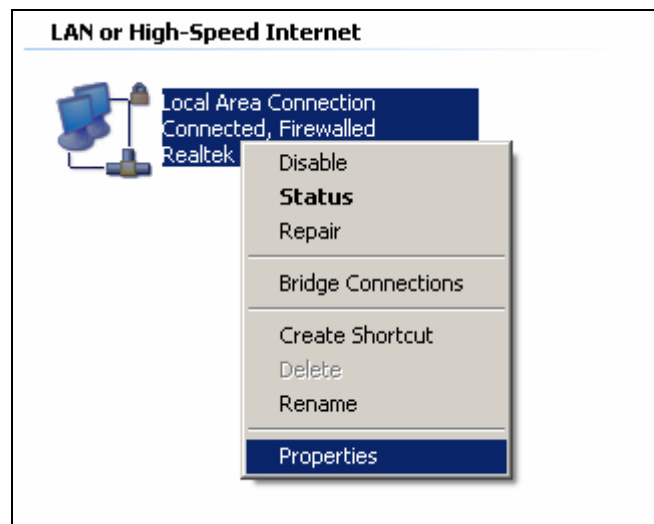 LAN or High-Speed Internet
Local Area Connection
Connected, Firewalled
Realtek
Disable
Status
Repair
Bridge Connections
Create Shortcut
Delete
Rename
Properties